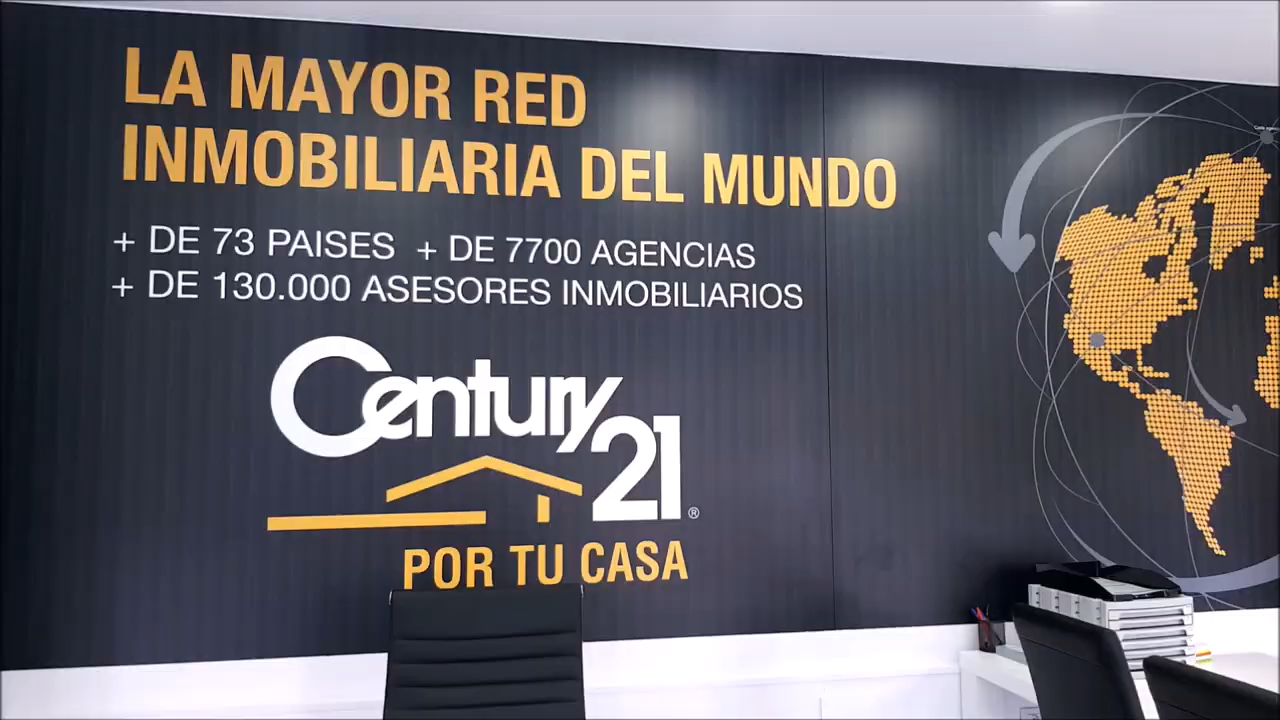 LA MAYOR RED
INMOBILIARIA DEL MUNDO
+ DE 73 PAISES + DE 7700 AGENCIAS
+ DE 130.000 ASESORES INMOBILIARIOS
Century
21®
POR TU CASA